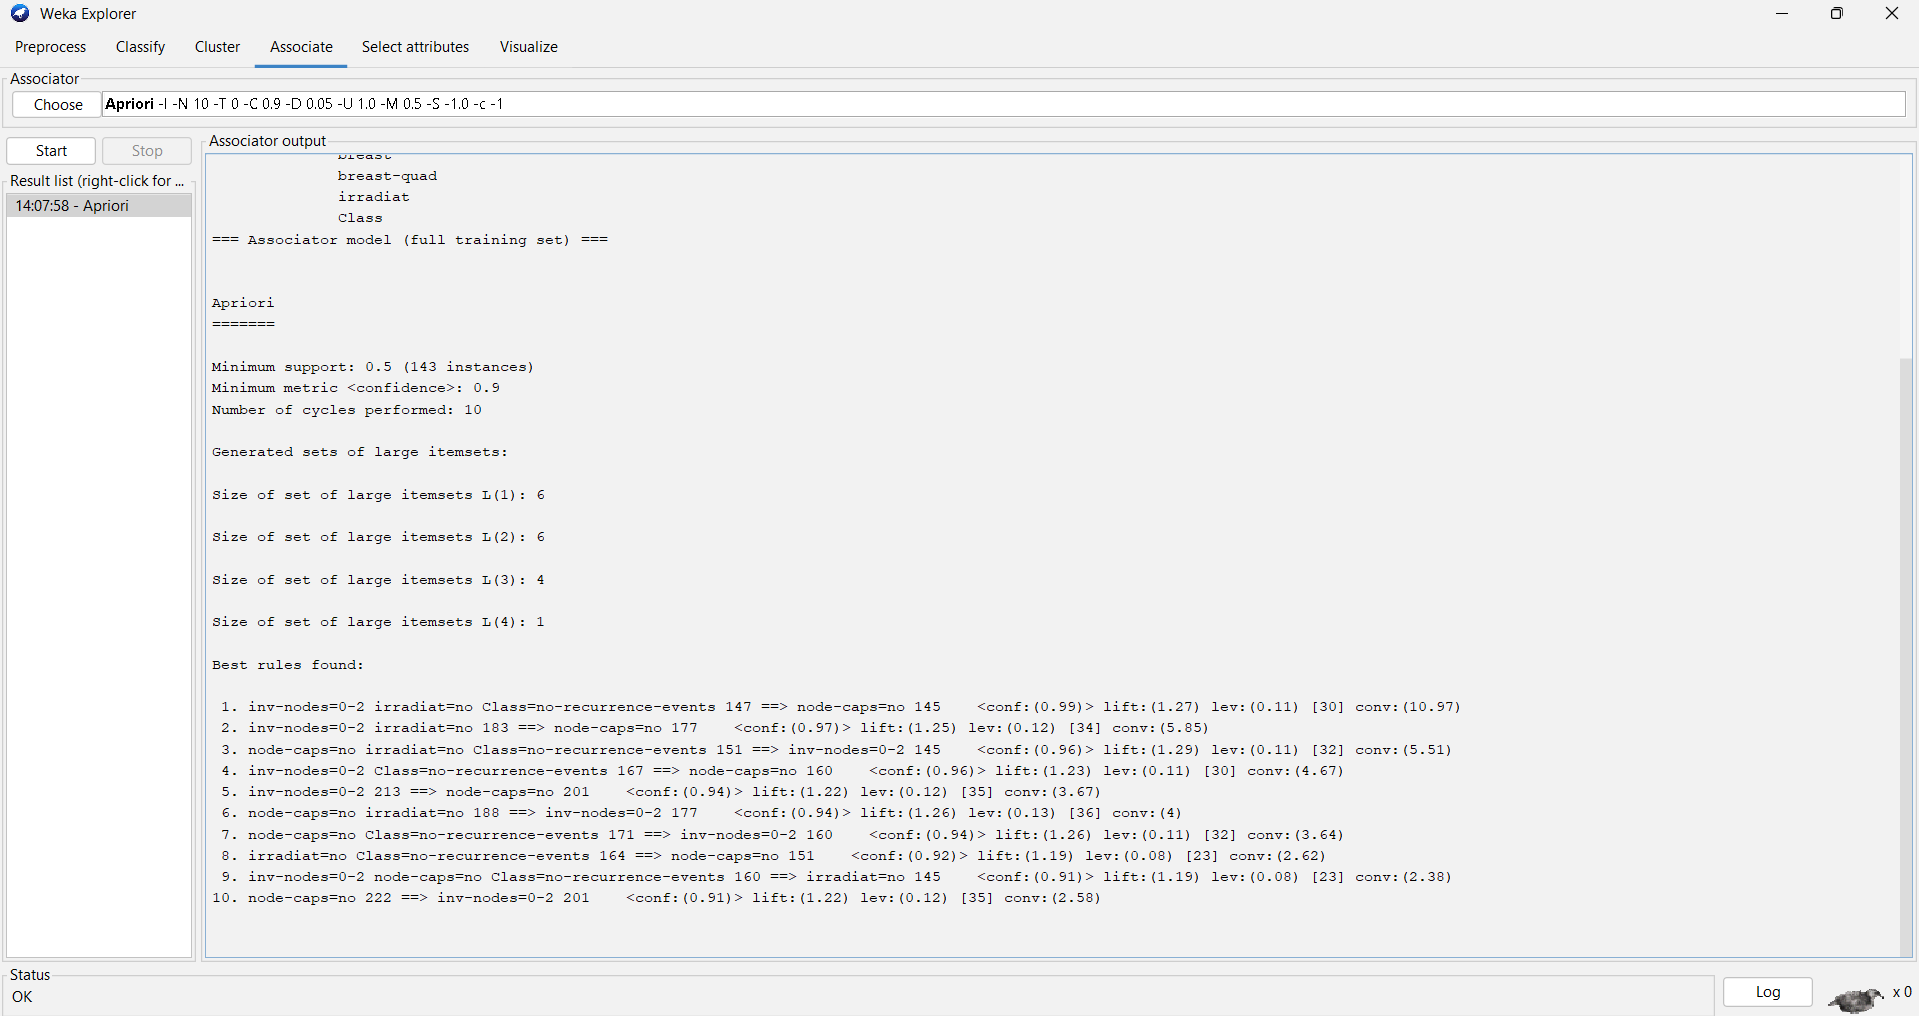 Weka Explorer
Preprocess Classify Cluster Associate Select attributes Visualize
Associator
Choose Apriori -I -N 10 -T 0 -C 0.9 -D 0.05 -U 1.0 -M 0.5 -S -1.0 -c -1
Start Stop
Associator output
Result list (right-click for ...
14:07:58 - Apriori
breast
breast-quad
irradiat
Class
=== Associator model (full training set) ===
Apriori
=======
Minimum support: 0.5 (143 instances)
Minimum metric <confidence>: 0.9
Number of cycles performed: 10
Generated sets of large itemsets:
Size of set of large itemsets L(1): 6
Size of set of large itemsets L(2): 6
Size of set of large itemsets L(3): 4
Size of set of large itemsets L(4): 1
Best rules found:
1. inv-nodes=0-2 irradiat=no Class=no-recurrence-events 147 ==> node-caps=no 145    <conf:(0.99)> lift:(1.27) lev:(0.11) [30] conv:(10.97)
2. inv-nodes=0-2 irradiat=no 183 ==> node-caps=no 177    <conf:(0.97)> lift:(1.25) lev:(0.12) [34] conv:(5.85)
3. node-caps=no irradiat=no Class=no-recurrence-events 151 ==> inv-nodes=0-2 145    <conf:(0.96)> lift:(1.29) lev:(0.11) [32] conv:(5.51)
4. inv-nodes=0-2 Class=no-recurrence-events 167 ==> node-caps=no 160    <conf:(0.96)> lift:(1.23) lev:(0.11) [30] conv:(4.67)
5. inv-nodes=0-2 213 ==> node-caps=no 201    <conf:(0.94)> lift:(1.22) lev:(0.12) [35] conv:(3.67)
6. node-caps=no irradiat=no 188 ==> inv-nodes=0-2 177    <conf:(0.94)> lift:(1.26) lev:(0.13) [36] conv:(4)
7. node-caps=no Class=no-recurrence-events 171 ==> inv-nodes=0-2 160    <conf:(0.94)> lift:(1.26) lev:(0.11) [32] conv:(3.64)
8. irradiat=no Class=no-recurrence-events 164 ==> node-caps=no 151    <conf:(0.92)> lift:(1.19) lev:(0.08) [23] conv:(2.62)
9. inv-nodes=0-2 node-caps=no Class=no-recurrence-events 160 ==> irradiat=no 145    <conf:(0.91)> lift:(1.19) lev:(0.08) [23] conv:(2.38)
10. node-caps=no 222 ==> inv-nodes=0-2 201    <conf:(0.91)> lift:(1.22) lev:(0.12) [35] conv:(2.58)
Status
OK
Log
x 0